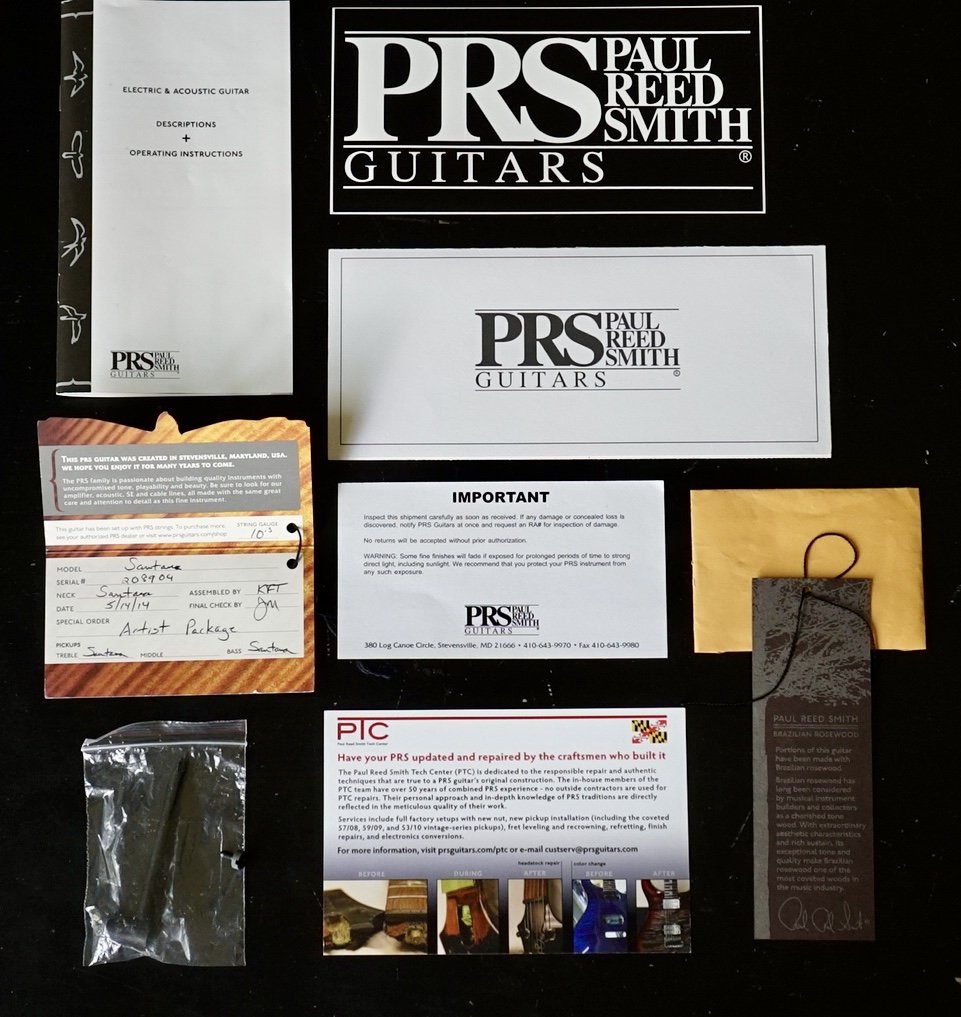 ELECTRIC & ACOUSTIC GUITAR
DESCRIPTIONS
+
OPERATING INSTRUCTIONS
PRS PAUL
REED
SMITH
GUITARS
PRS PAUL
REED
SMITH
GUITARS ®
PRS PAUL
REED
SMITH
GUITARS ®
THIS PRS GUITAR WAS CREATED IN STEVENSVILLE, MARYLAND, USA.
WE HOPE YOU ENJOY IT FOR MANY YEARS TO COME.
The PRS family is passionate about building quality instruments with
uncompromised tone, playability and beauty. Be sure to look for our
amplifier, acoustic, SE and cable lines, all made with the same great
care and attention to detail as this fine instrument.
This guitar has been set up with PRS strings. To purchase more,
see your authorized PRS dealer or visit www.prsguitars.com/shop
STRING GAUGE
10's
MODEL Santana
SERIAL# 208904
NECK Santana ASSEMBLED BY KFT
DATE 5/14/14 FINAL CHECK BY JM
SPECIAL ORDER Artist Package
PICKUPS
TREBLE Santana MIDDLE BASS Santana
IMPORTANT
Inspect this shipment carefully as soon as received. If any damage or concealed loss is
discovered, notify PRS Guitars at once and request an RA# for inspection of damage.
No returns will be accepted without prior authorization.
WARNING: Some fine finishes will fade if exposed for prolonged periods of time to strong
direct light, including sunlight. We recommend that you protect your PRS instrument from
any such exposure.
PRS PAUL
REED
SMITH
GUITARS
380 Log Canoe Circle, Stevensville, MD 21666 • 410-643-9970 • Fax 410-643-9980
PTC
Paul Reed Smith Tech Center
Have your PRS updated and repaired by the craftsmen who built it
The Paul Reed Smith Tech Center (PTC) is dedicated to the responsible repair and authentic
techniques that are true to a PRS guitar's original construction. The in-house members of the
PTC team have over 50 years of combined PRS experience - no outside contractors are used for
PTC repairs. Their personal approach and in-depth knowledge of PRS traditions are directly
reflected in the meticulous quality of their work.
Services include full factory setups with new nut, new pickup installation (including the coveted
57/08, 59/09, and 53/10 vintage-series pickups), fret leveling and recrowning, refretting, finish
repairs, and electronics conversions.
For more information, visit prsguitars.com/ptc or e-mail custserv@prsguitars.com
headstock repair color change
BEFORE DURING AFTER BEFORE AFTER
PAUL REED SMITH
BRAZILIAN ROSEWOOD
Portions of this guitar
have been made with
Brazilian rosewood.
Brazilian rosewood has
long been considered
by musical instrument
builders and collectors
as a cherished tone
wood. With extraordinary
aesthetic characteristics
and rich sustain, its
exceptional tone and
quality make Brazilian
rosewood one of the
most coveted woods in
the music industry.